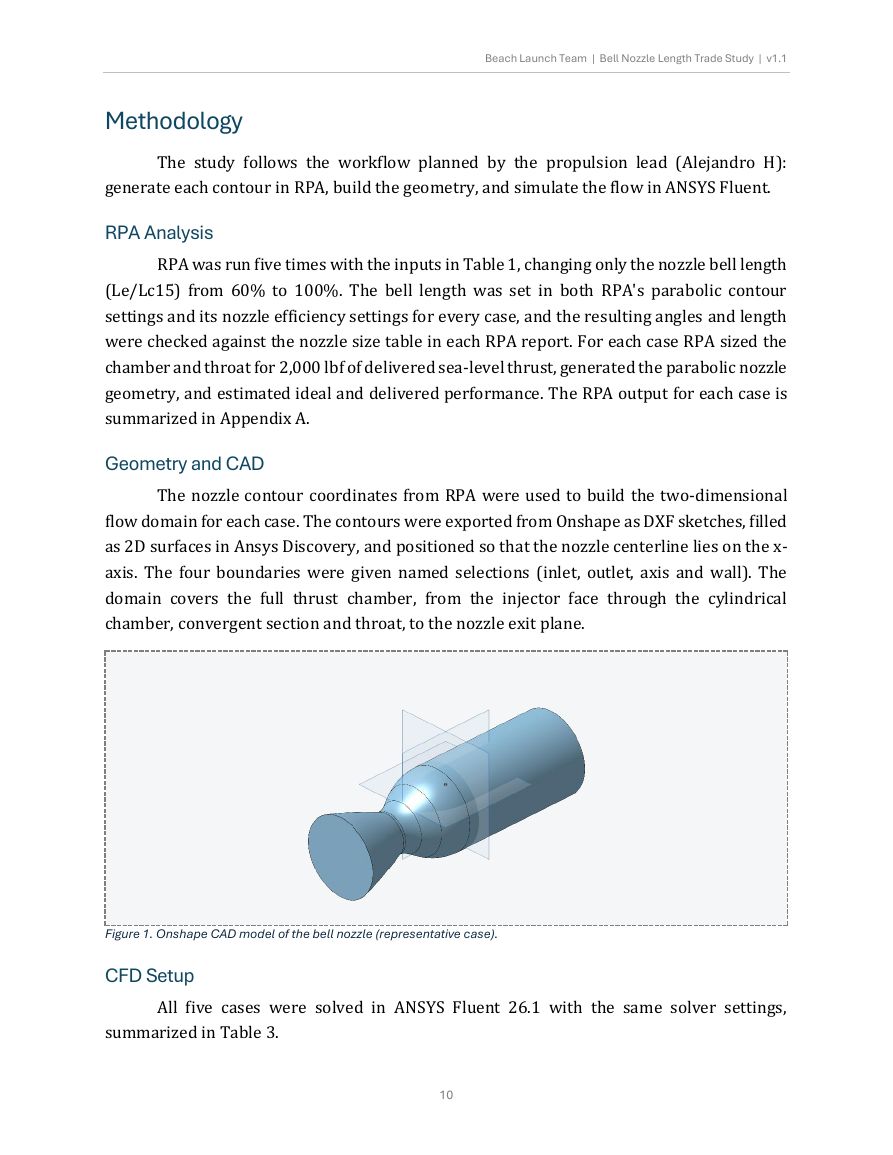 Beach Launch Team | Bell Nozzle Length Trade Study | v1.1
Methodology
The study follows the workflow planned by the propulsion lead (Alejandro H):
generate each contour in RPA, build the geometry, and simulate the flow in ANSYS Fluent.
RPA Analysis
RPA was run five times with the inputs in Table 1, changing only the nozzle bell length
(Le/Lc15) from 60% to 100%. The bell length was set in both RPA's parabolic contour
settings and its nozzle efficiency settings for every case, and the resulting angles and length
were checked against the nozzle size table in each RPA report. For each case RPA sized the
chamber and throat for 2,000 lbf of delivered sea-level thrust, generated the parabolic nozzle
geometry, and estimated ideal and delivered performance. The RPA output for each case is
summarized in Appendix A.
Geometry and CAD
The nozzle contour coordinates from RPA were used to build the two-dimensional
flow domain for each case. The contours were exported from Onshape as DXF sketches, filled
as 2D surfaces in Ansys Discovery, and positioned so that the nozzle centerline lies on the x-
axis. The four boundaries were given named selections (inlet, outlet, axis and wall). The
domain covers the full thrust chamber, from the injector face through the cylindrical
chamber, convergent section and throat, to the nozzle exit plane.
Figure 1. Onshape CAD model of the bell nozzle (representative case).
CFD Setup
All five cases were solved in ANSYS Fluent 26.1 with the same solver settings,
summarized in Table 3.
10